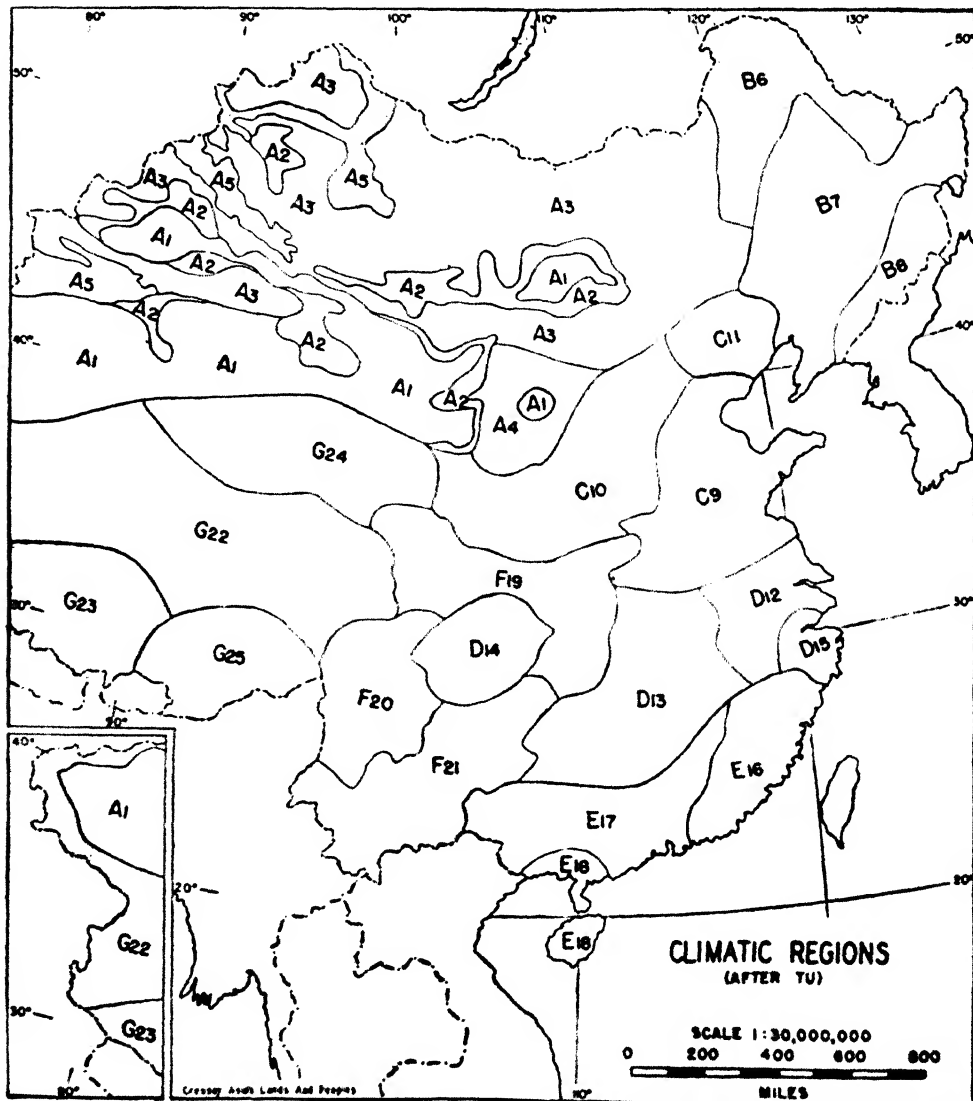 80° 90° 100° 110° 120° 130°
50° 50°
A3 B6
A2
A3 A5 A5
A2 A3 A3 B7
A1
A2 A1 B8 M
A5 A2 A2
A3 A3
A2 C11
40° A2 40°
A1 A1 A1 A2 A1
A4
G24 C10 C9
G22
F19
G23 D12
30° 30°
G25 D14 D15
F20 D13
90°
40° F21 E16
A1 E17
E18
20° 20°
G22 E18
CLIMATIC REGIONS
(AFTER TU)
30°
G23 SCALE 1:30,000,000
0 200 400 600 800
MILES
80° Cressey Asia's Lands And Peoples 110°